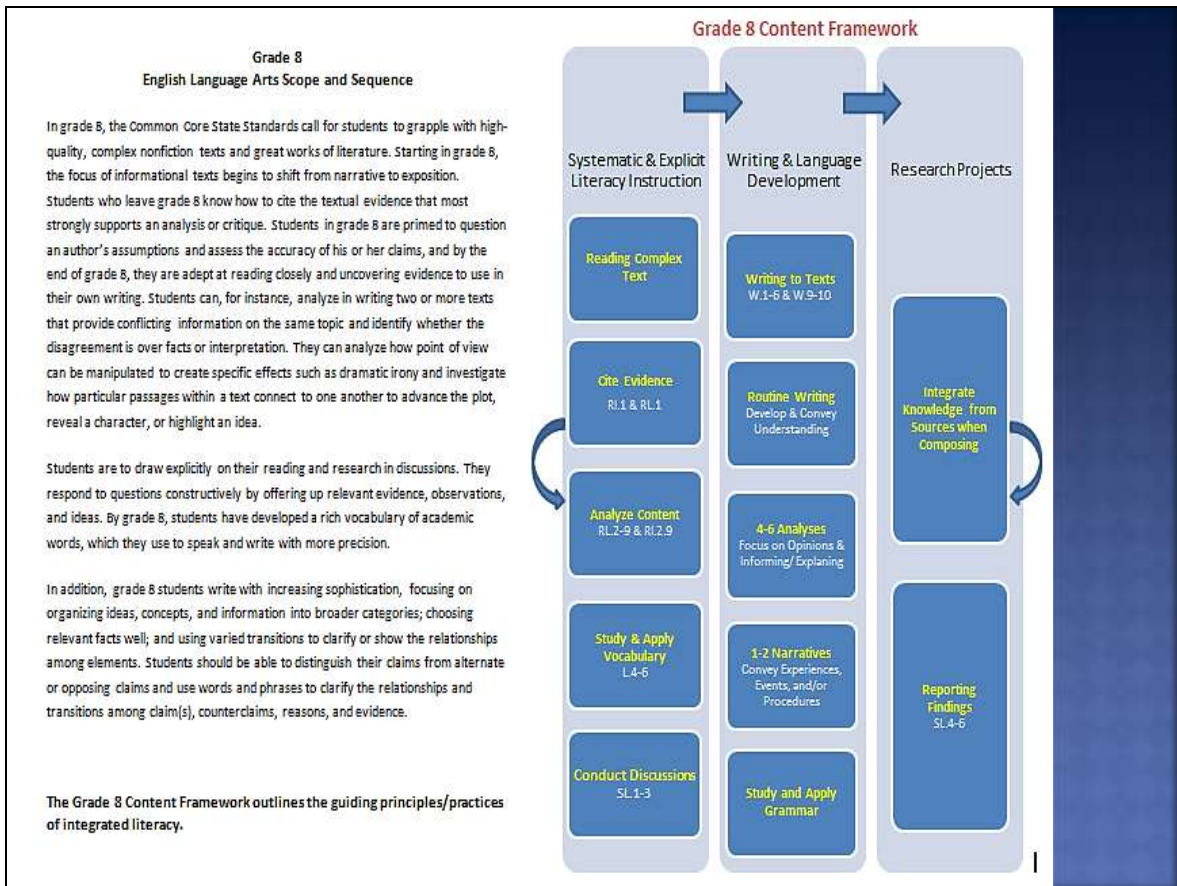 Grade 8
English Language Arts Scope and Sequence
In grade 8, the Common Core State Standards call for students to grapple with high-
quality, complex nonfiction texts and great works of literature. Starting in grade 8,
the focus of informational texts begins to shift from narrative to exposition.
Students who leave grade 8 know how to cite the textual evidence that most
strongly supports an analysis or critique. Students in grade 8 are primed to question
an author's assumptions and assess the accuracy of his or her claims, and by the
end of grade 8, they are adept at reading closely and uncovering evidence to use in
their own writing. Students can, for instance, analyze in writing two or more texts
that provide conflicting information on the same topic and identify whether the
disagreement is over facts or interpretation. They can analyze how point of view
can be manipulated to create specific effects such as dramatic irony and investigate
how particular passages within a text connect to one another to advance the plot,
reveal a character, or highlight an idea.
Students are to draw explicitly on their reading and research in discussions. They
respond to questions constructively by offering up relevant evidence, observations,
and ideas. By grade 8, students have developed a rich vocabulary of academic
words, which they use to speak and write with more precision.
In addition, grade 8 students write with increasing sophistication, focusing on
organizing ideas, concepts, and information into broader categories; choosing
relevant facts well; and using varied transitions to clarify or show the relationships
among elements. Students should be able to distinguish their claims from alternate
or opposing claims and use words and phrases to clarify the relationships and
transitions among claim(s), counterclaims, reasons, and evidence.
The Grade 8 Content Framework outlines the guiding principles/practices
of integrated literacy.
Grade 8 Content Framework
Systematic & Explicit
Literacy Instruction
Reading Complex
Text
Cite Evidence
RI.1 & RL.1
Analyze Content
RL.2-9 & RI.2.9
Study & Apply
Vocabulary
L.4-6
Conduct Discussions
SL.1-3
Writing & Language
Development
Writing to Texts
W.1-6 & W.9-10
Routine Writing
Develop & Convey
Understanding
4-6 Analyses
Focus on Opinions &
Informing/ Explaning
1-2 Narratives
Convey Experiences,
Events, and/or
Procedures
Study and Apply
Grammar
Research Projects
Integrate
Knowledge from
Sources when
Composing
Reporting
Findings
SL.4-6